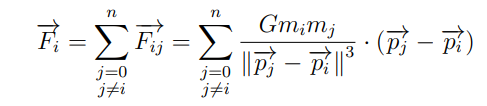 $\overrightarrow{F_i} = \sum_{\substack{j=0 \\ j \neq i}}^{n} \overrightarrow{F_{ij}} = \sum_{\substack{j=0 \\ j \neq i}}^{n} \frac{G m_i m_j}{\|\overrightarrow{p_j} - \overrightarrow{p_i}\|^3} \cdot (\overrightarrow{p_j} - \overrightarrow{p_i})$